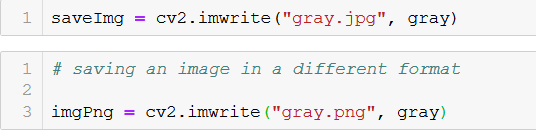 1 saveImg = cv2.imwrite("gray.jpg", gray)
1 # saving an image in a different format
2
3 imgPng = cv2.imwrite("gray.png", gray)